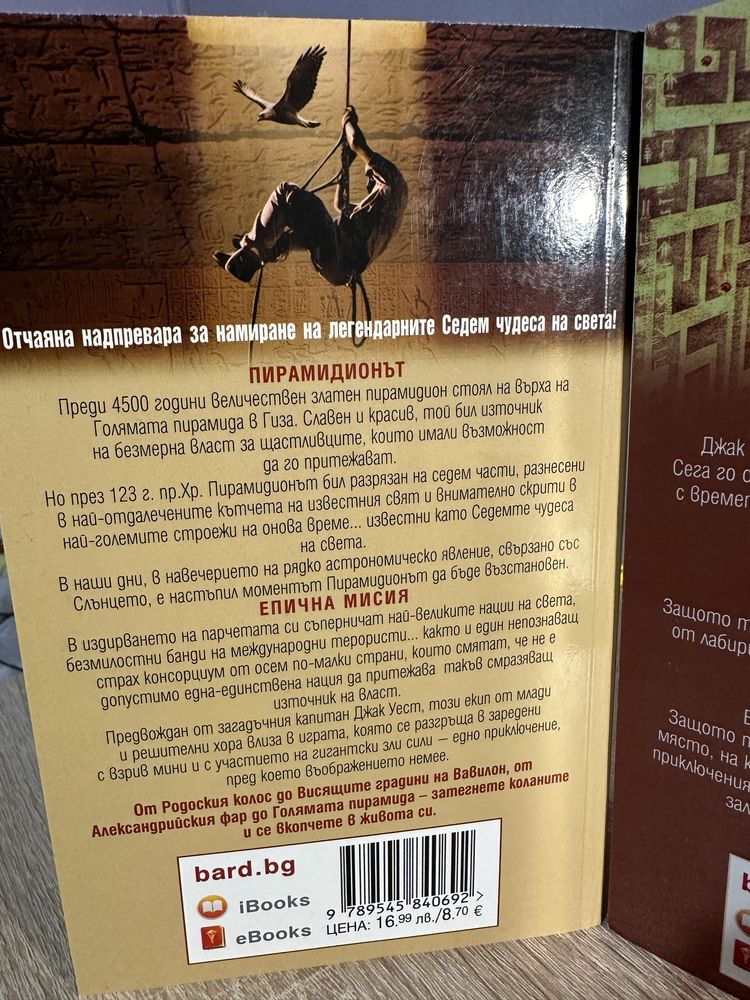 Отчаяна надпревара за намиране на легендарните Седем чудеса на света!
ПИРАМИДИОНЪТ
Преди 4500 години величествен златен пирамидион стоял на върха на
Голямата пирамида в Гиза. Славен и красив, той бил източник
на безмерна власт за щастливците, които имали възможност
да го притежават.
Но през 123 г. пр.Хр. Пирамидионът бил разрязан на седем части, разнесени
в най-отдалечените кътчета на известния свят и внимателно скрити в
най-големите строежи на онова време... известни като Седемте чудеса
на света.
В наши дни, в навечерието на рядко астрономическо явление, свързано със
Слънцето, е настъпил моментът Пирамидионът да бъде възстановен.
ЕПИЧНА МИСИЯ
В издирването на парчетата си съперничат най-великите нации на света,
безмилостни банди на международни терористи... както и един непознаващ
страх консорциум от осем по-малки страни, които смятат, че не е
допустимо една-единствена нация да притежава такъв смразяващ
източник на власт.
Предвождан от загадъчния капитан Джак Уест, този екип от млади
и решителни хора влиза в играта, която се разгръща в заредени
с взрив мини и с участието на гигантски зли сили – едно приключение,
пред което въображението немее.
От Родоския колос до Висящите градини на Вавилон, от
Александрийския фар до Голямата пирамида – затегнете коланите
и се вкопчете в живота си.
bard.bg
iBooks
eBooks
9 789545 840692 >
ЦЕНА: 16.99 лв./8.70 €
Джак
Сега го с
с времег
Защото т
от лабир
Защото п
място, на к
приключения
зал